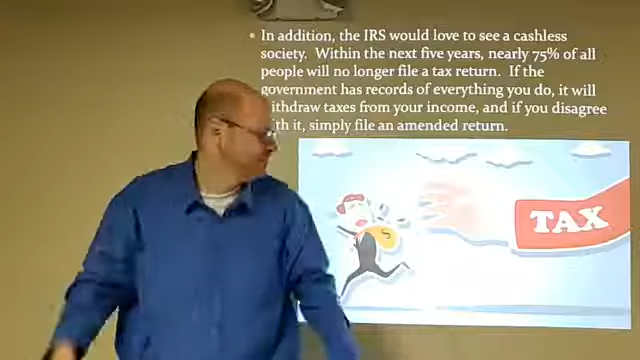 • In addition, the IRS would love to see a cashless
society. Within the next five years, nearly 75% of all
people will no longer file a tax return. If the
government has records of everything you do, it will
withdraw taxes from your income, and if you disagree
with it, simply file an amended return.
TAX
$